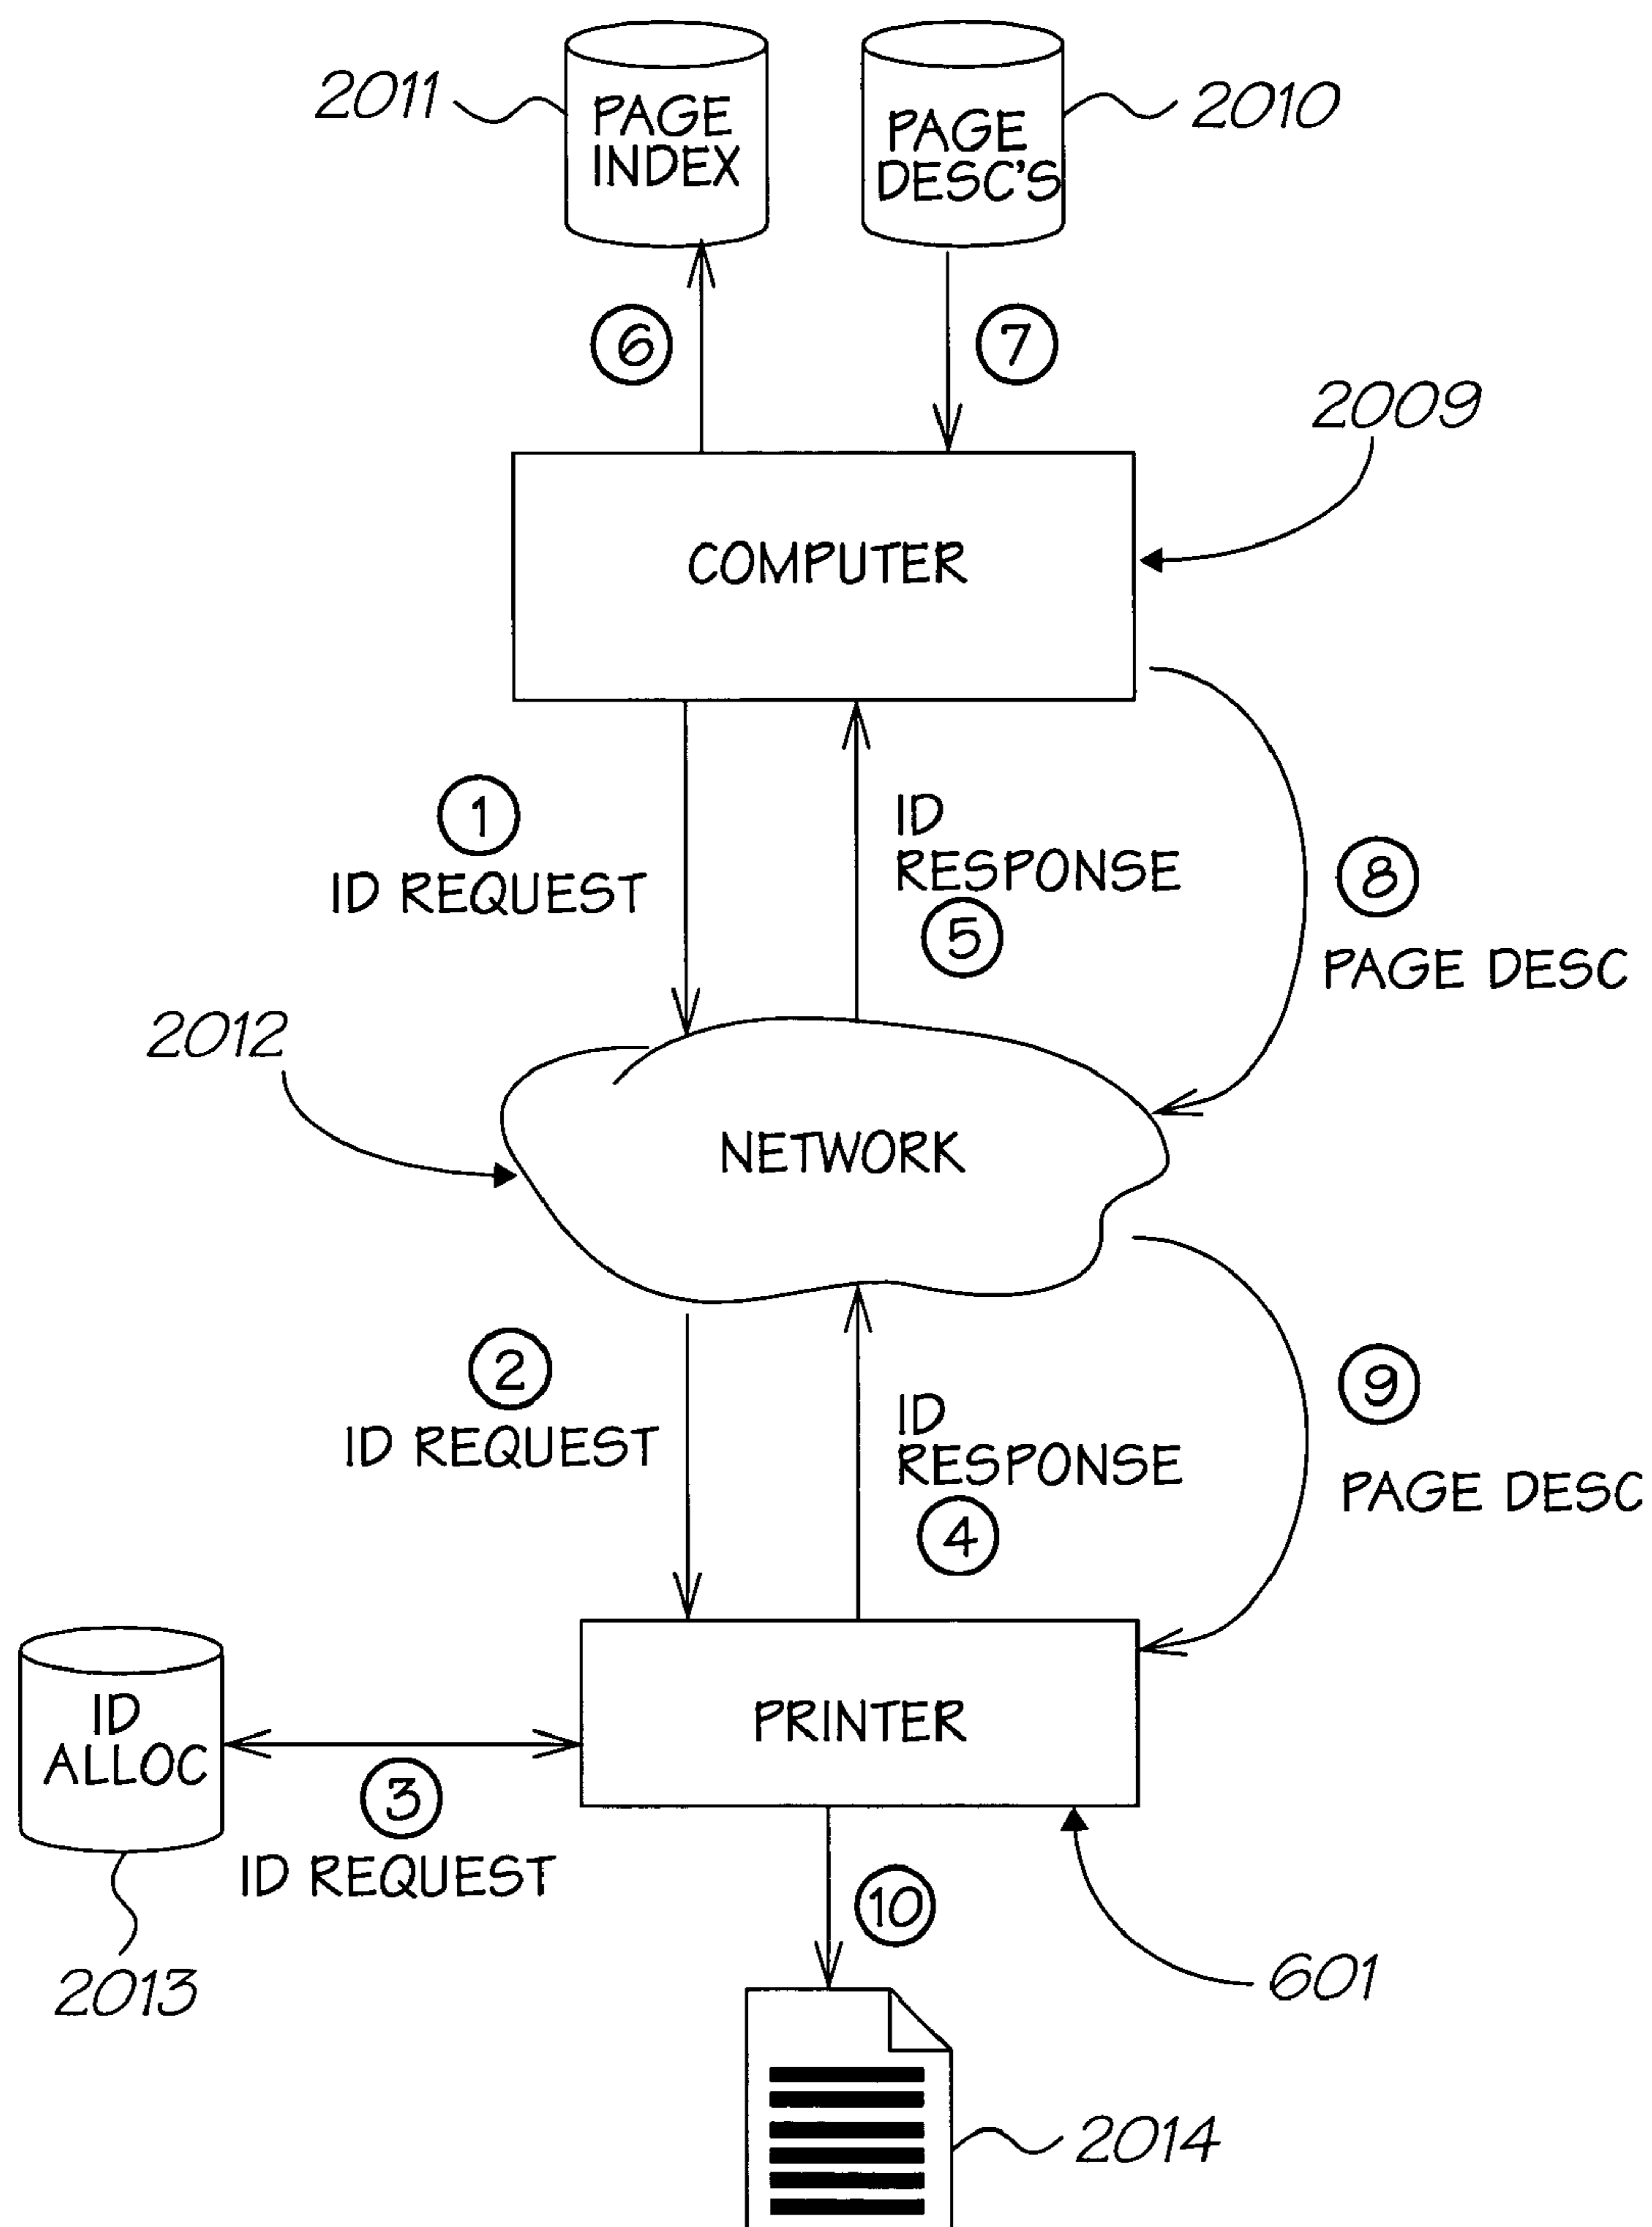 2011
PAGE
INDEX
PAGE
DESC'S
2010
6
7
2009
COMPUTER
1
ID REQUEST
ID
RESPONSE
5
8
PAGE DESC
2012
NETWORK
2
ID REQUEST
ID
RESPONSE
4
9
PAGE DESC
ID
ALLOC
PRINTER
3
ID REQUEST
10
2013
601
2014